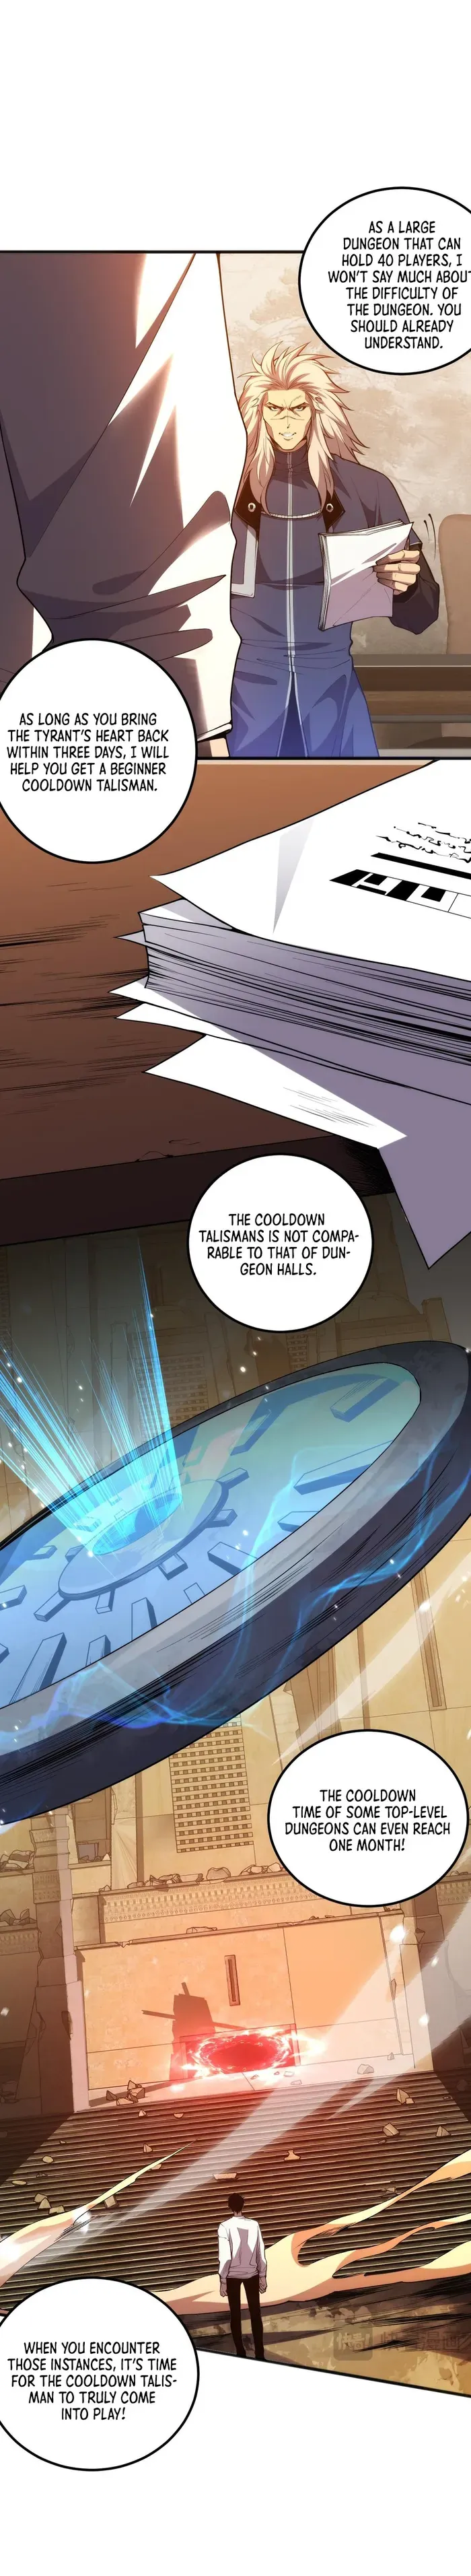 AS A LARGE
DUNGEON THAT CAN
HOLD 40 PLAYERS, I
WON'T SAY MUCH ABOUT
THE DIFFICULTY OF
THE DUNGEON. YOU
SHOULD ALREADY
UNDERSTAND.
AS LONG AS YOU BRING
THE TYRANT'S HEART BACK
WITHIN THREE DAYS, I WILL
HELP YOU GET A BEGINNER
COOLDOWN TALISMAN.
THE COOLDOWN
TALISMANS IS NOT COMPA-
RABLE TO THAT OF DUN-
GEON HALLS.
THE COOLDOWN
TIME OF SOME TOP-LEVEL
DUNGEONS CAN EVEN REACH
ONE MONTH!
WHEN YOU ENCOUNTER
THOSE INSTANCES, IT'S TIME
FOR THE COOLDOWN TALIS-
MAN TO TRULY COME
INTO PLAY!